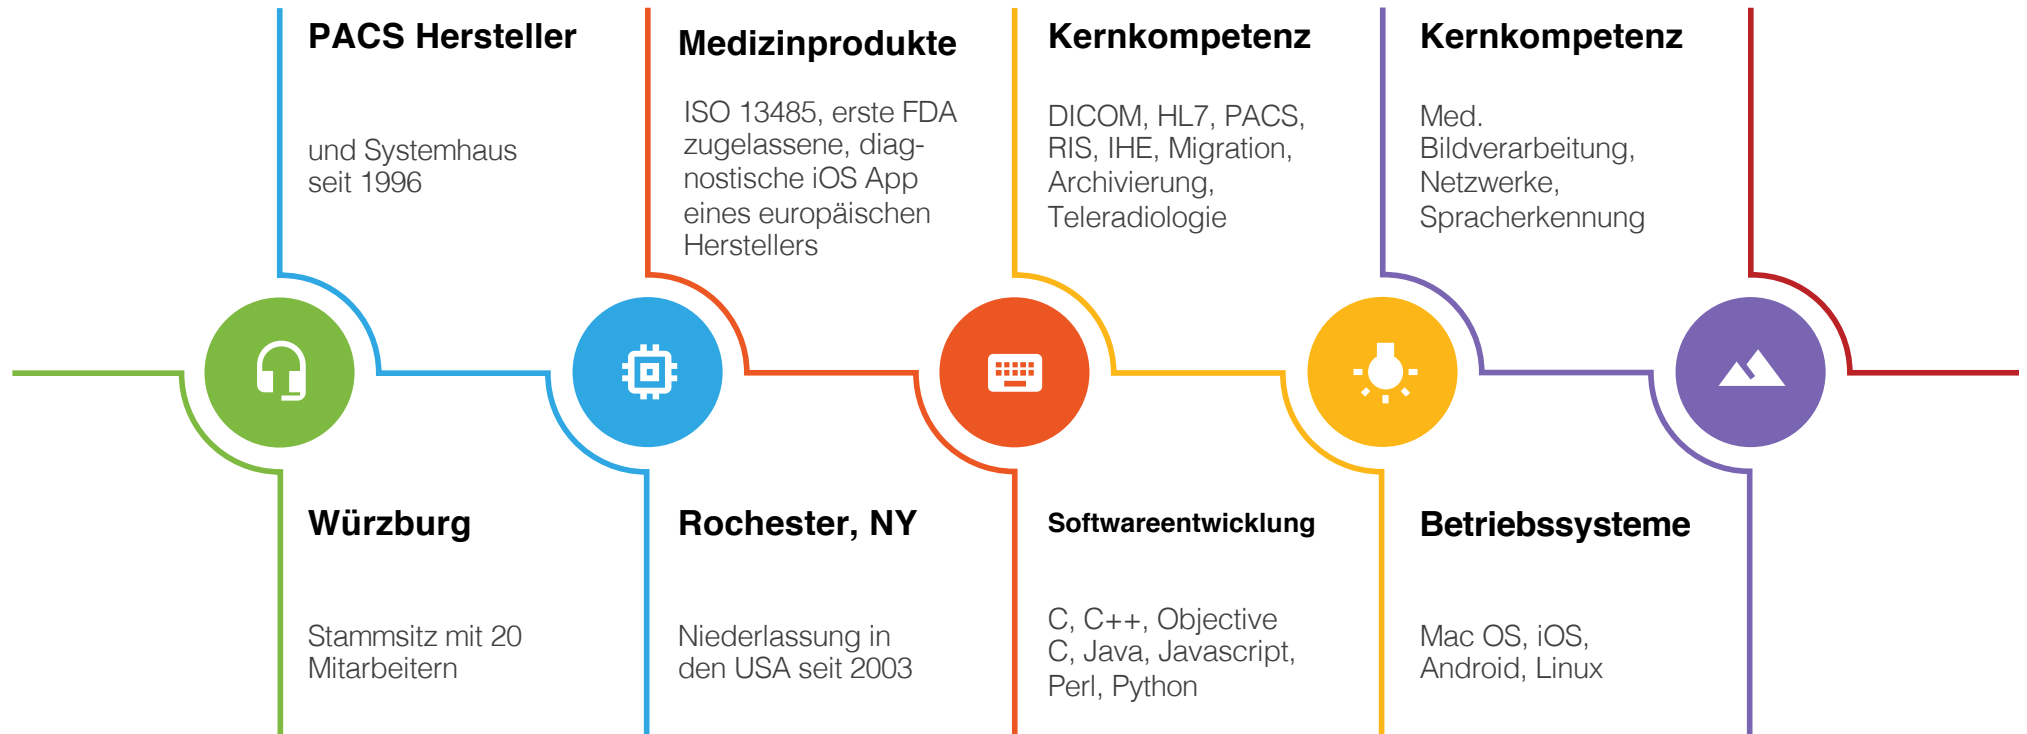 PACS Hersteller
und Systemhaus
seit 1996
Medizinprodukte
ISO 13485, erste FDA
zugelassene, diag-
nostische iOS App
eines europäischen
Herstellers
Kernkompetenz
DICOM, HL7, PACS,
RIS, IHE, Migration,
Archivierung,
Teleradiologie
Kernkompetenz
Med.
Bildverarbeitung,
Netzwerke,
Spracherkennung
Würzburg
Stammsitz mit 20
Mitarbeitern
Rochester, NY
Niederlassung in
den USA seit 2003
Softwareentwicklung
C, C++, Objective
C, Java, Javascript,
Perl, Python
Betriebssysteme
Mac OS, iOS,
Android, Linux